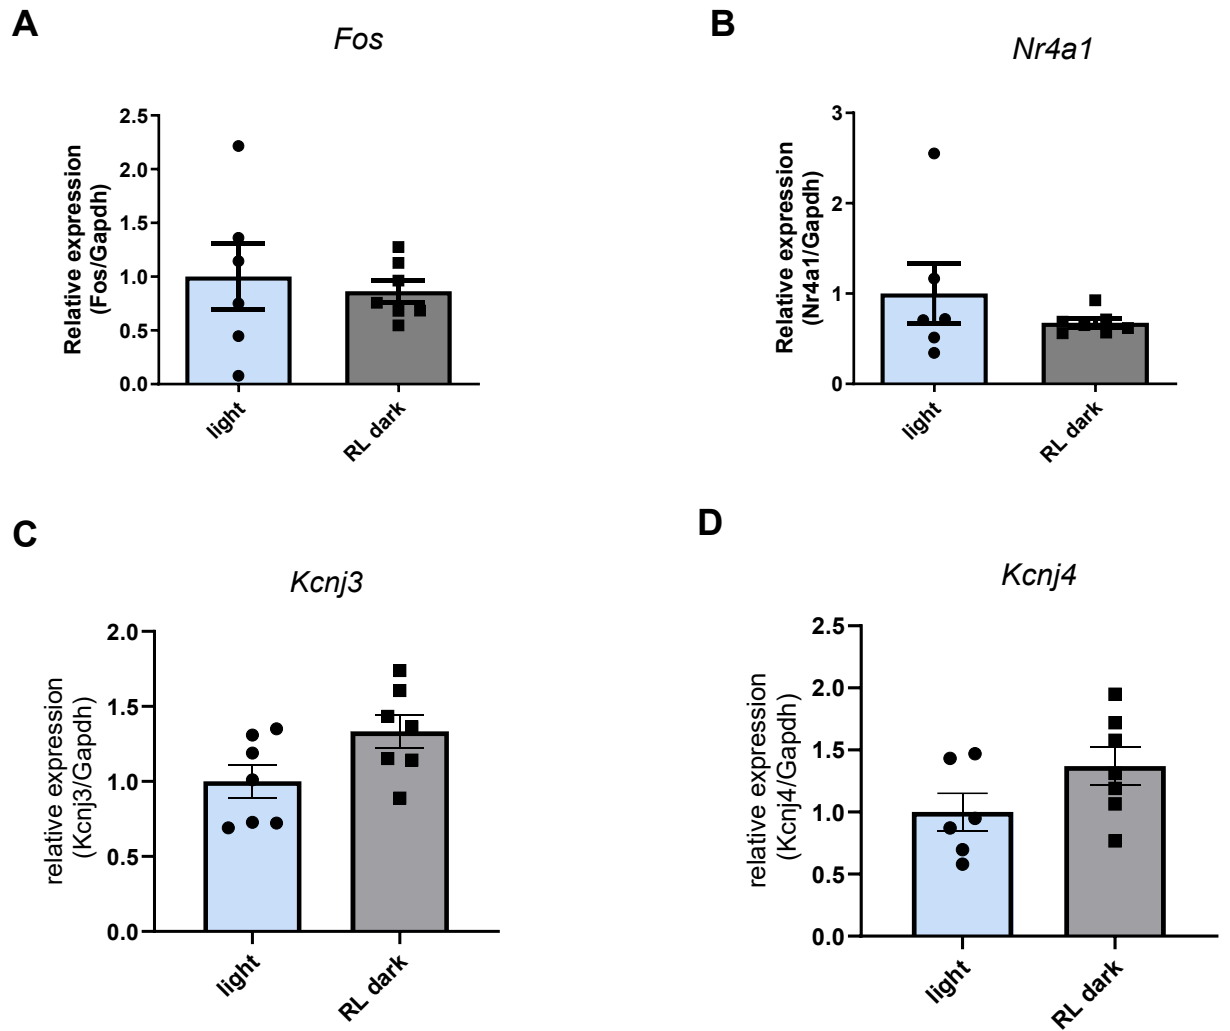 A
Fos
Relative expression
(Fos/Gapdh)
2.5
2.0
1.5
1.0
0.5
0.0
light
RL dark
B
Nr4a1
Relative expression
(Nr4a1/Gapdh)
3
2
1
0
light
RL dark
C
Kcnj3
relative expression
(Kcnj3/Gapdh)
2.0
1.5
1.0
0.5
0.0
light
RL dark
D
Kcnj4
relative expression
(Kcnj4/Gapdh)
2.5
2.0
1.5
1.0
0.5
0.0
light
RL dark